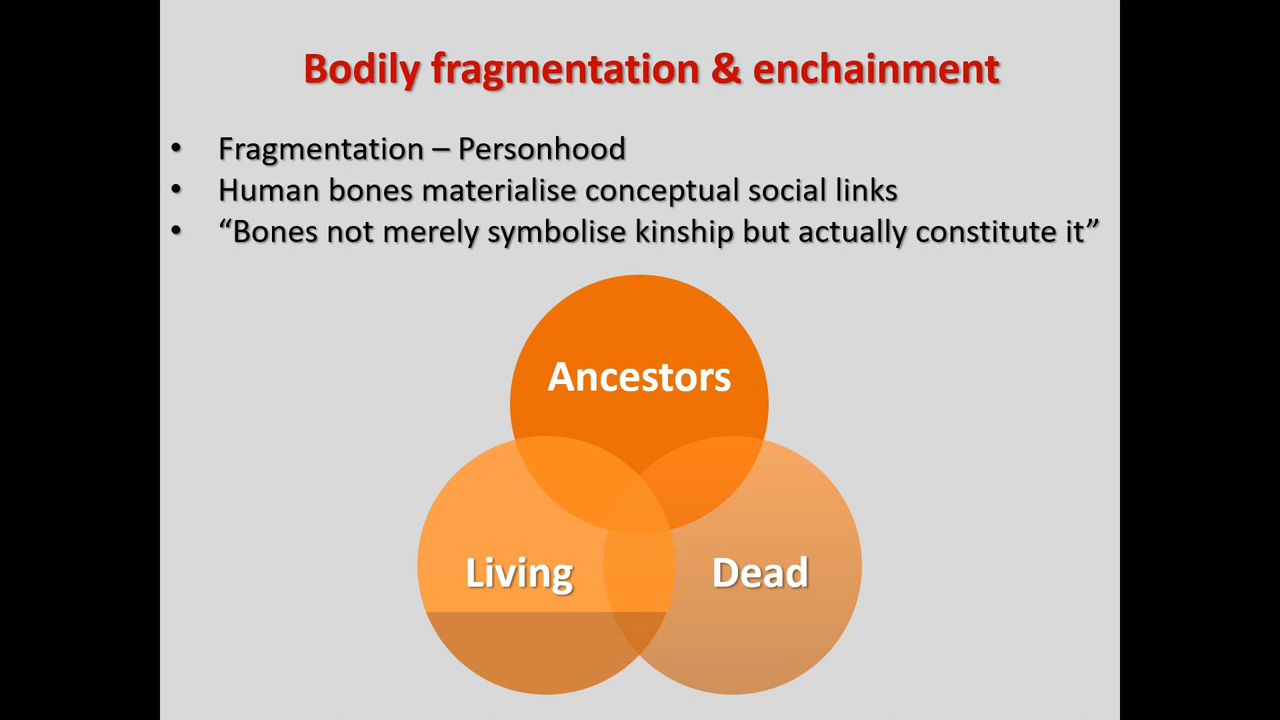 Bodily fragmentation & enchainment
• Fragmentation – Personhood
• Human bones materialise conceptual social links
• “Bones not merely symbolise kinship but actually constitute it”
Ancestors
Living
Dead